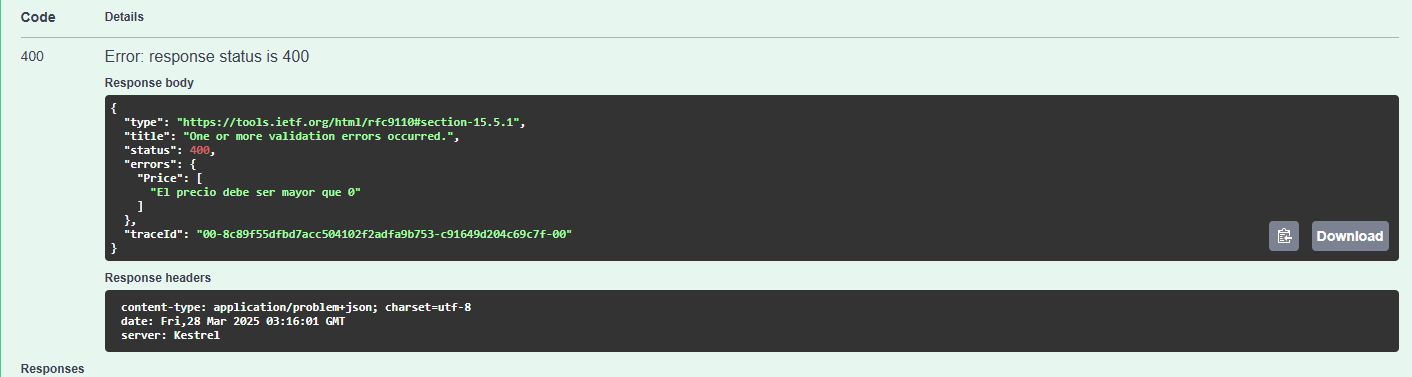 Code Details
400 Error: response status is 400
Response body
{
  "type": "https://tools.ietf.org/html/rfc9110#section-15.5.1",
  "title": "One or more validation errors occurred.",
  "status": 400,
  "errors": {
    "Price": [
      "El precio debe ser mayor que 0"
    ]
  },
  "traceId": "00-8c89f55dfbd7acc504102f2adfa9b753-c91649d204c69c7f-00"
}
Download
Response headers
content-type: application/problem+json; charset=utf-8
date: Fri,28 Mar 2025 03:16:01 GMT
server: Kestrel
Responses